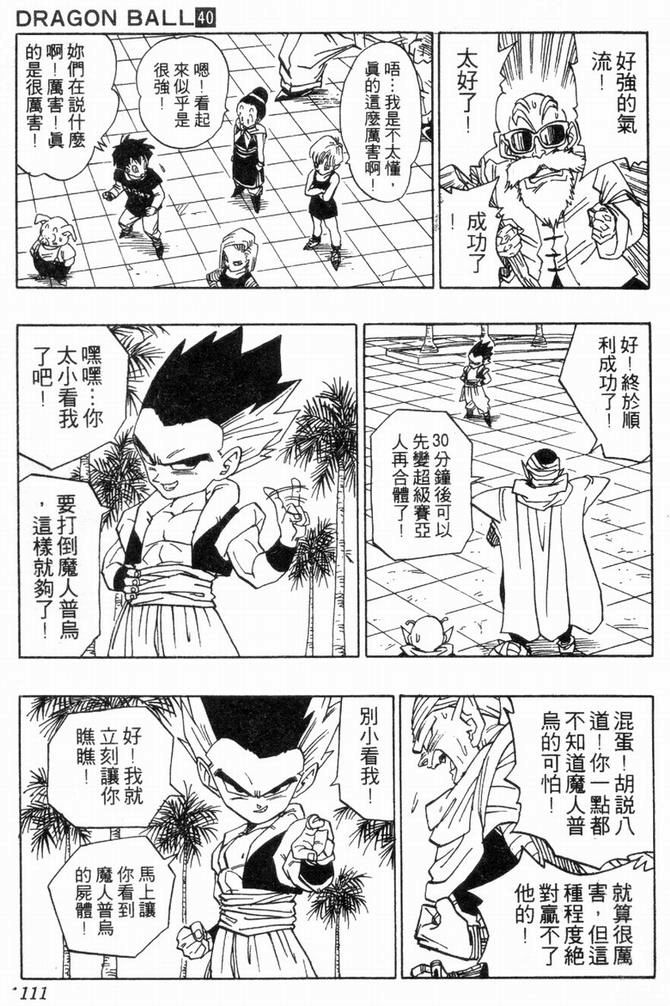 DRAGON BALL 40
好強的氣
流！
太好了！
成功了
！
唔…我是不太懂，
真的這麼厲害啊！
嗯！看起
來似乎是
很強！
妳們在說什麼
啊！厲害！真
的是很厲害！
好！終於順
利成功了！
30分鐘後可以
先變超級賽亞
人再合體了！
嘿嘿…你
太小看我
了吧！
要打倒魔人普烏
，這樣就夠了！
混蛋！胡說八
道！你一點都
不知道魔人普
烏的可怕！
就算很厲
害，但這
種程度絕
對贏不了
他的！
別小看我！
好！我就
立刻讓你
瞧瞧！
馬上讓
你看到
魔人普烏
的屍體！
111